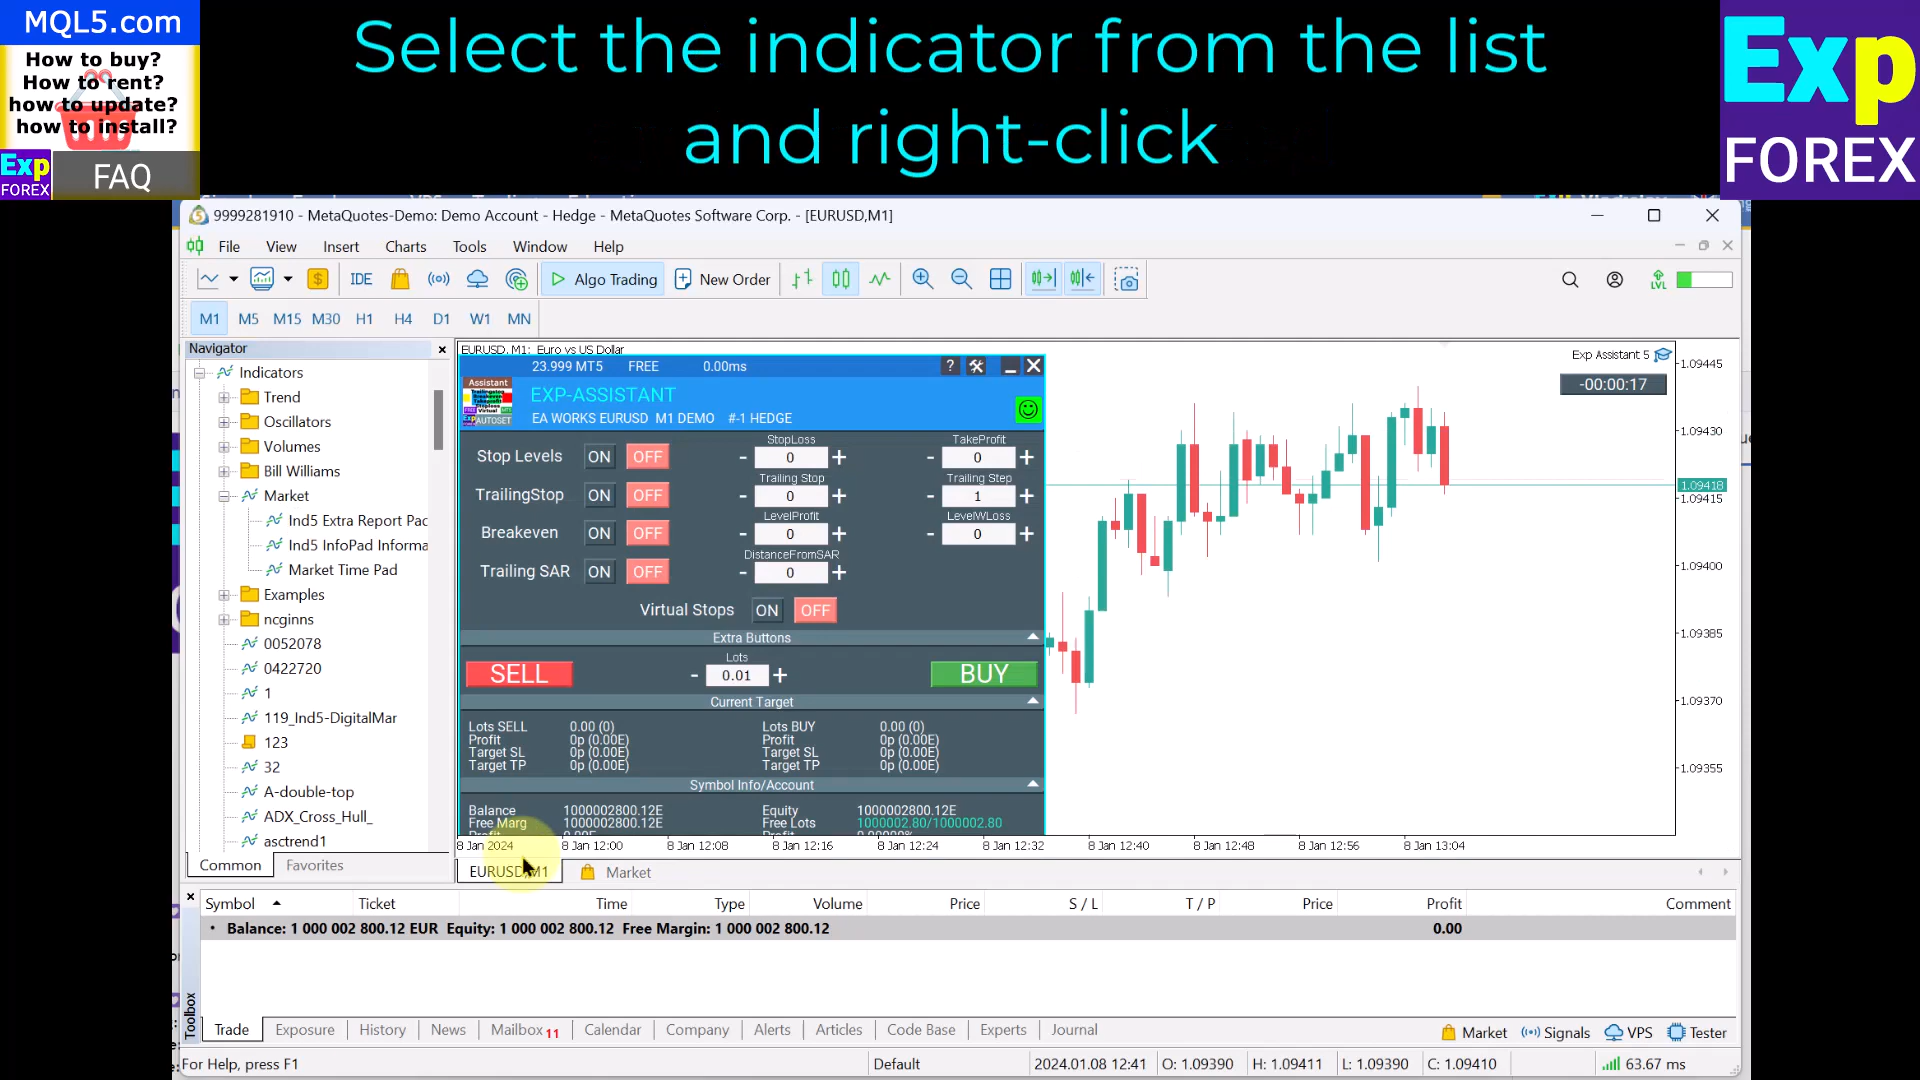 MQL5.com
How to buy?
How to rent?
how to update?
how to install?
Exp
FOREX
FAQ
Select the indicator from the list
and right-click
Exp
FOREX
9999281910 - MetaQuotes-Demo: Demo Account - Hedge - MetaQuotes Software Corp. - [EURUSD,M1]
File View Insert Charts Tools Window Help
IDE Algo Trading New Order LVL
M1 M5 M15 M30 H1 H4 D1 W1 MN
Navigator
Indicators
Trend
Oscillators
Volumes
Bill Williams
Market
Ind5 Extra Report Pac
Ind5 InfoPad Informa
Market Time Pad
Examples
ncginns
0052078
0422720
1
119_Ind5-DigitalMar
123
32
A-double-top
ADX_Cross_Hull_
asctrend1
Common Favorites
EURUSD, M1: Euro vs US Dollar
23.999 MT5 FREE 0.00ms ?
Assistant
AUTOSET
EXP-ASSISTANT
EA WORKS EURUSD M1 DEMO #-1 HEDGE
StopLoss TakeProfit
Stop Levels ON OFF - 0 + - 0 +
Trailing Stop Trailing Step
TrailingStop ON OFF - 0 + - 1 +
LevelProfit LevelWLoss
Breakeven ON OFF - 0 + - 0 +
DistanceFromSAR
Trailing SAR ON OFF - 0 +
Virtual Stops ON OFF
Extra Buttons
Lots
SELL - 0.01 + BUY
Current Target
Lots SELL 0.00 (0) Lots BUY 0.00 (0)
Profit 0p (0.00E) Profit 0p (0.00E)
Target SL 0p (0.00E) Target SL 0p (0.00E)
Target TP 0p (0.00E) Target TP 0p (0.00E)
Symbol Info/Account
Balance 1000002800.12E Equity 1000002800.12E
Free Marg 1000002800.12E Free Lots 1000002.80/1000002.80
Exp Assistant 5
-00:00:17
1.09445
1.09430
1.09418
1.09415
1.09400
1.09385
1.09370
1.09355
8 Jan 2024 8 Jan 12:00 8 Jan 12:08 8 Jan 12:16 8 Jan 12:24 8 Jan 12:32 8 Jan 12:40 8 Jan 12:48 8 Jan 12:56 8 Jan 13:04
EURUSD,M1 Market
Symbol Ticket Time Type Volume Price S / L T / P Price Profit Comment
Balance: 1 000 002 800.12 EUR Equity: 1 000 002 800.12 Free Margin: 1 000 002 800.12 0.00
Toolbox
Trade Exposure History News Mailbox 11 Calendar Company Alerts Articles Code Base Experts Journal Market Signals VPS Tester
For Help, press F1 Default 2024.01.08 12:41 O: 1.09390 H: 1.09411 L: 1.09390 C: 1.09410 63.67 ms